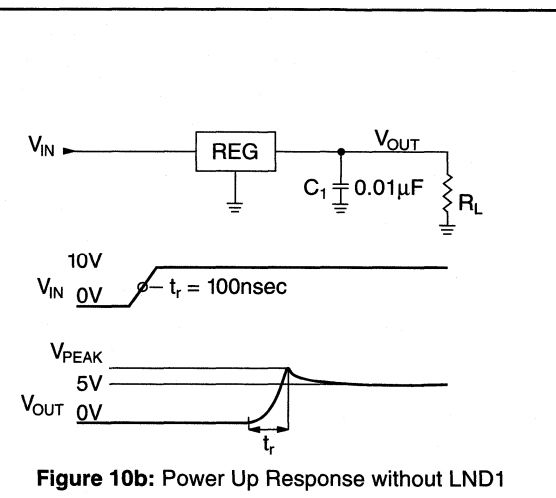 V_IN
REG
V_OUT
C_1 0.01µF
R_L
10V
V_IN 0V
t_r = 100nsec
V_PEAK
5V
V_OUT 0V
t_r
Figure 10b: Power Up Response without LND1